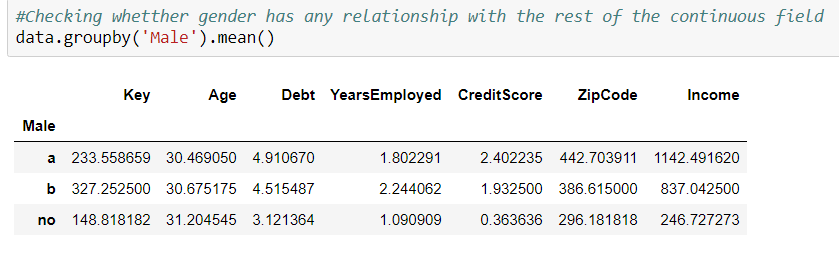 #Checking whetther gender has any relationship with the rest of the continuous field
data.groupby('Male').mean()
Key Age Debt YearsEmployed CreditScore ZipCode Income
Male
a 233.558659 30.469050 4.910670 1.802291 2.402235 442.703911 1142.491620
b 327.252500 30.675175 4.515487 2.244062 1.932500 386.615000 837.042500
no 148.818182 31.204545 3.121364 1.090909 0.363636 296.181818 246.727273